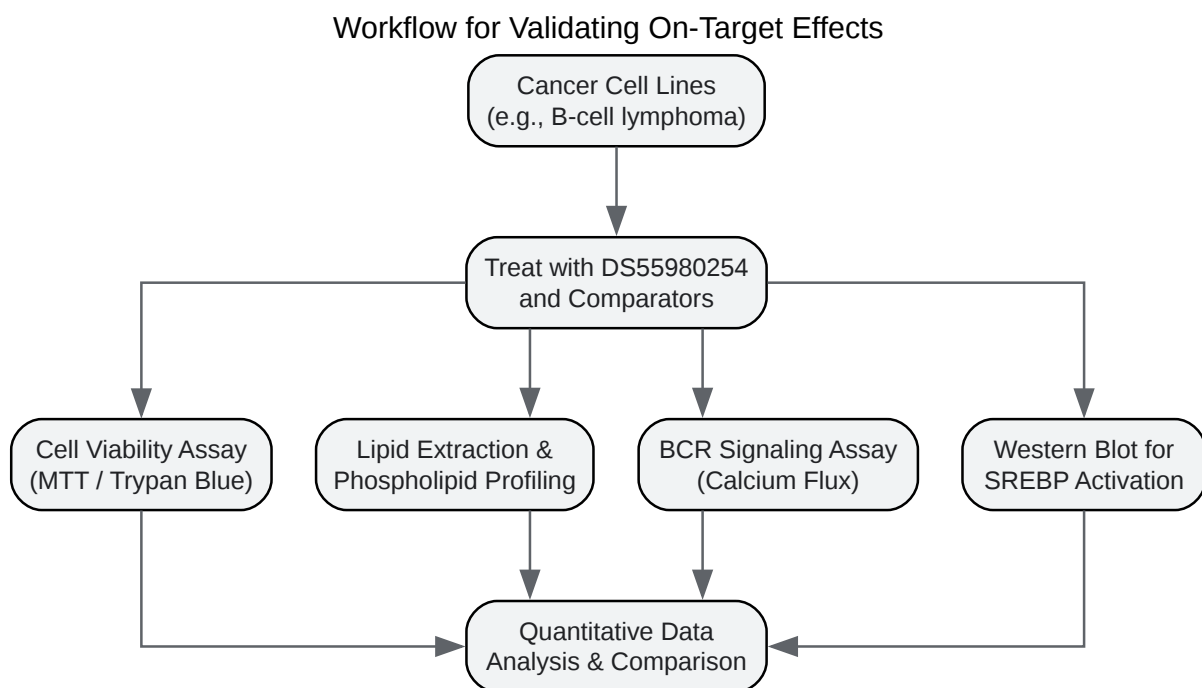 Workflow for Validating On-Target Effects
Cancer Cell Lines
(e.g., B-cell lymphoma)
Treat with DS55980254
and Comparators
Cell Viability Assay
(MTT / Trypan Blue)
Lipid Extraction &
Phospholipid Profiling
BCR Signaling Assay
(Calcium Flux)
Western Blot for
SREBP Activation
Quantitative Data
Analysis & Comparison